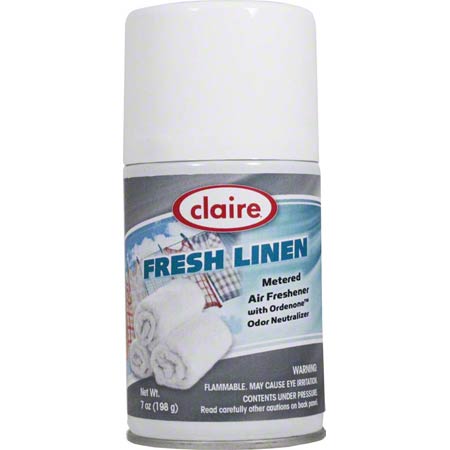 claire
FRESH LINEN
Metered
Air Freshener
with Ordenone™
Odor Neutralizer
WARNING:
FLAMMABLE. MAY CAUSE EYE IRRITATION.
CONTENTS UNDER PRESSURE.
Read carefully other cautions on back panel.
Net Wt.
7 oz (198 g)